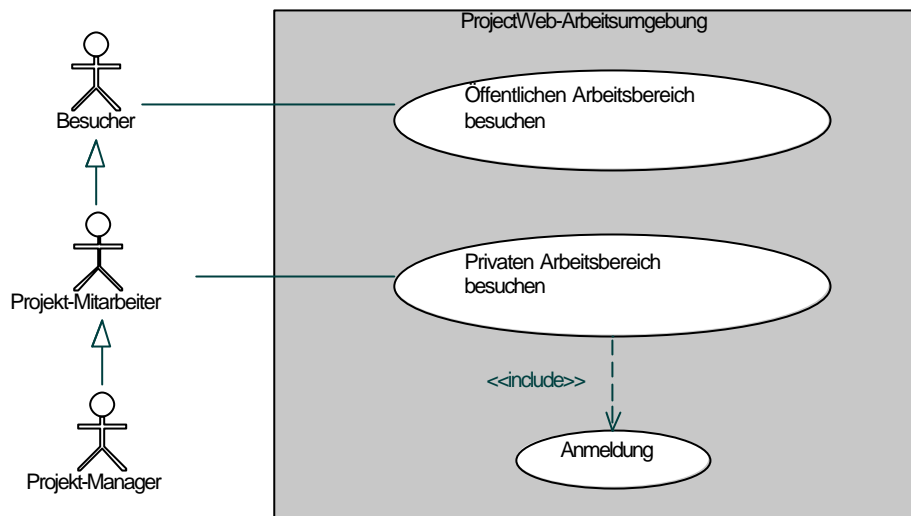 ProjectWeb-Arbeitsumgebung
Öffentlichen Arbeitsbereich
besuchen
Besucher
Privaten Arbeitsbereich
besuchen
Projekt-Mitarbeiter
<<include>>
Anmeldung
Projekt-Manager